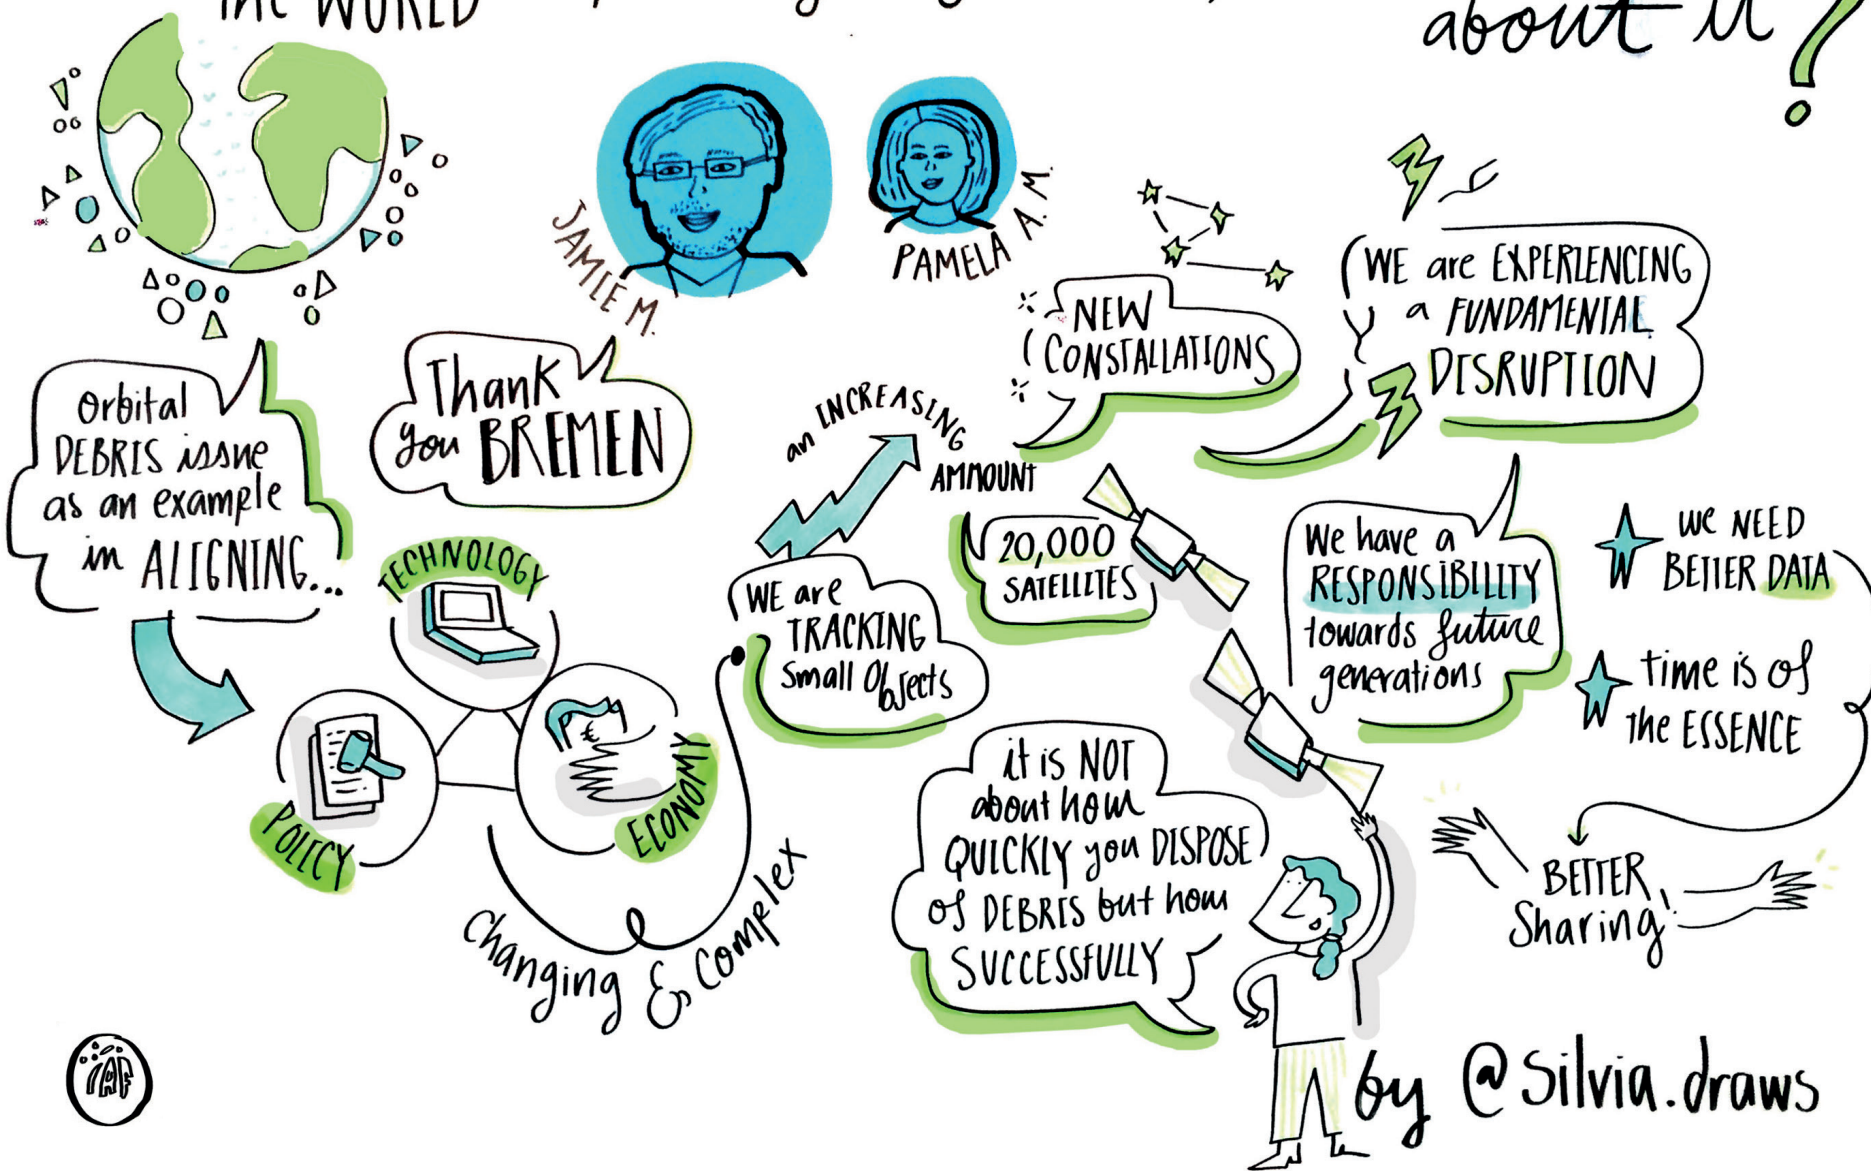 THE WORLD
about it?
JAMIE M.
PAMELA A.M.
Orbital
DEBRIS issue
as an example
in ALIGNING...
Thank
you BREMEN
TECHNOLOGY
POLICY
ECONOMY
Changing & Complex
WE are
TRACKING
Small Objects
an INCREASING
AMMOUNT
20,000
SATELLITES
NEW
CONSTALLATIONS
WE are EXPERIENCING
a FUNDAMENTAL
DISRUPTION
We have a
RESPONSIBILITY
towards future
generations
it is NOT
about how
QUICKLY you DISPOSE
of DEBRIS but how
SUCCESSFULLY
we NEED
BETTER DATA
time is of
the ESSENCE
BETTER
Sharing!
IAF
by @silvia.draws